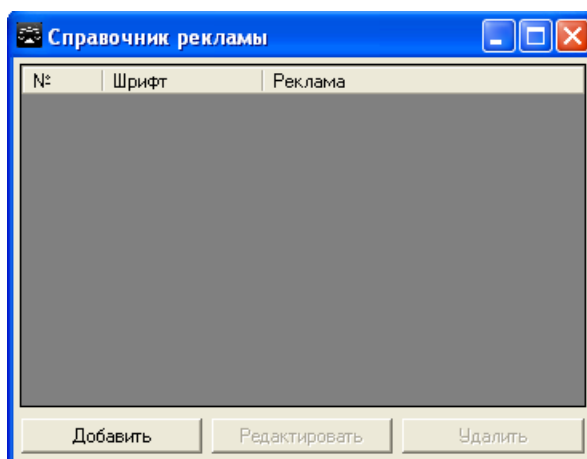 Справочник рекламы
№ Шрифт Реклама
Добавить Редактировать Удалить